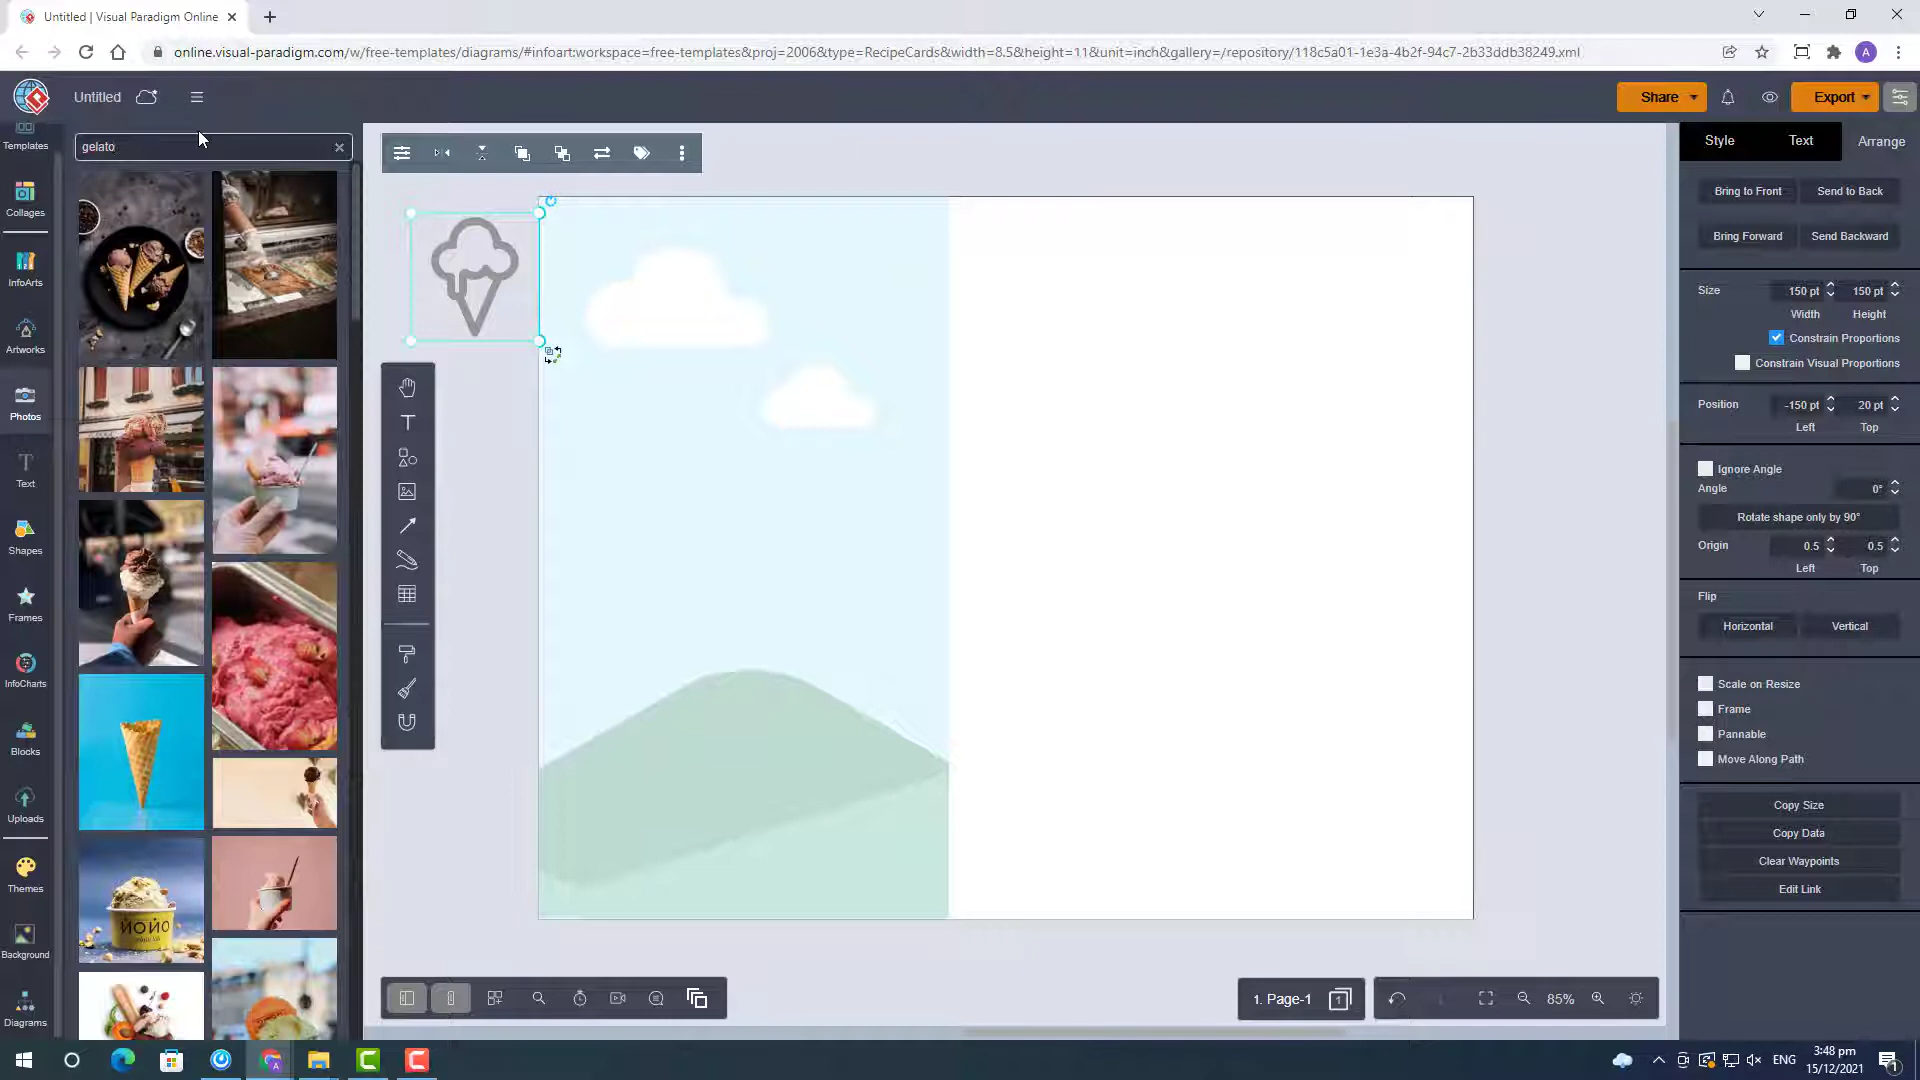 Untitled | Visual Paradigm Online
online.visual-paradigm.com/w/free-templates/diagrams/#infoart:workspace=free-templates&proj=2006&type=RecipeCards&width=8.5&height=11&unit=inch&gallery=/repository/118c5a01-1e3a-4b2f-94c7-2b33ddb38249.xml
A
Untitled
Share
Export
Templates
Collages
InfoArts
Artworks
Photos
Text
Shapes
Frames
InfoCharts
Blocks
Uploads
Themes
Background
Diagrams
gelato
Style Text Arrange
Bring to Front Send to Back
Bring Forward Send Backward
Size 150 pt 150 pt
Width Height
Constrain Proportions
Constrain Visual Proportions
Position -150 pt 20 pt
Left Top
Ignore Angle
Angle 0°
Rotate shape only by 90°
Origin 0.5 0.5
Left Top
Flip
Horizontal Vertical
Scale on Resize
Frame
Pannable
Move Along Path
Copy Size
Copy Data
Clear Waypoints
Edit Link
1. Page-1 1
85%
ENG
3:48 pm
15/12/2021
1